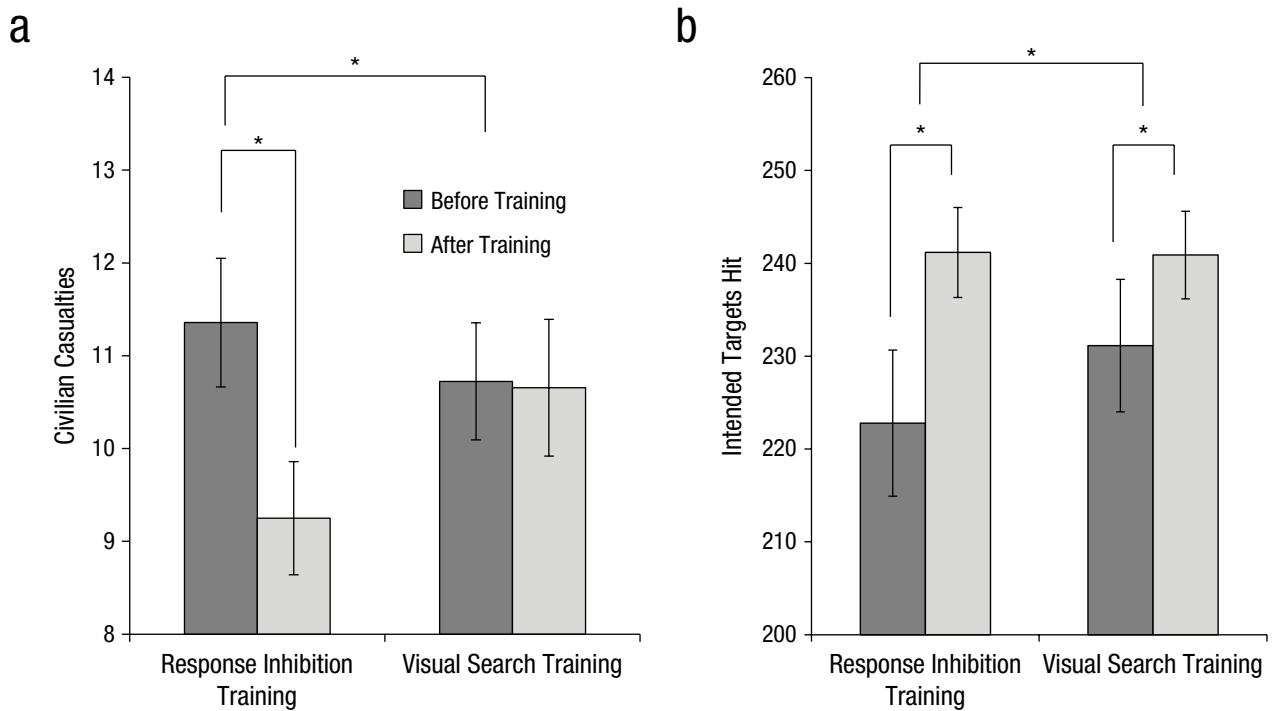 a
*
*
14
13
12
11
10
9
8
Civilian Casualties
Before Training
After Training
Response Inhibition
Training
Visual Search Training
b
*
*
*
260
250
240
230
220
210
200
Intended Targets Hit
Response Inhibition
Training
Visual Search Training